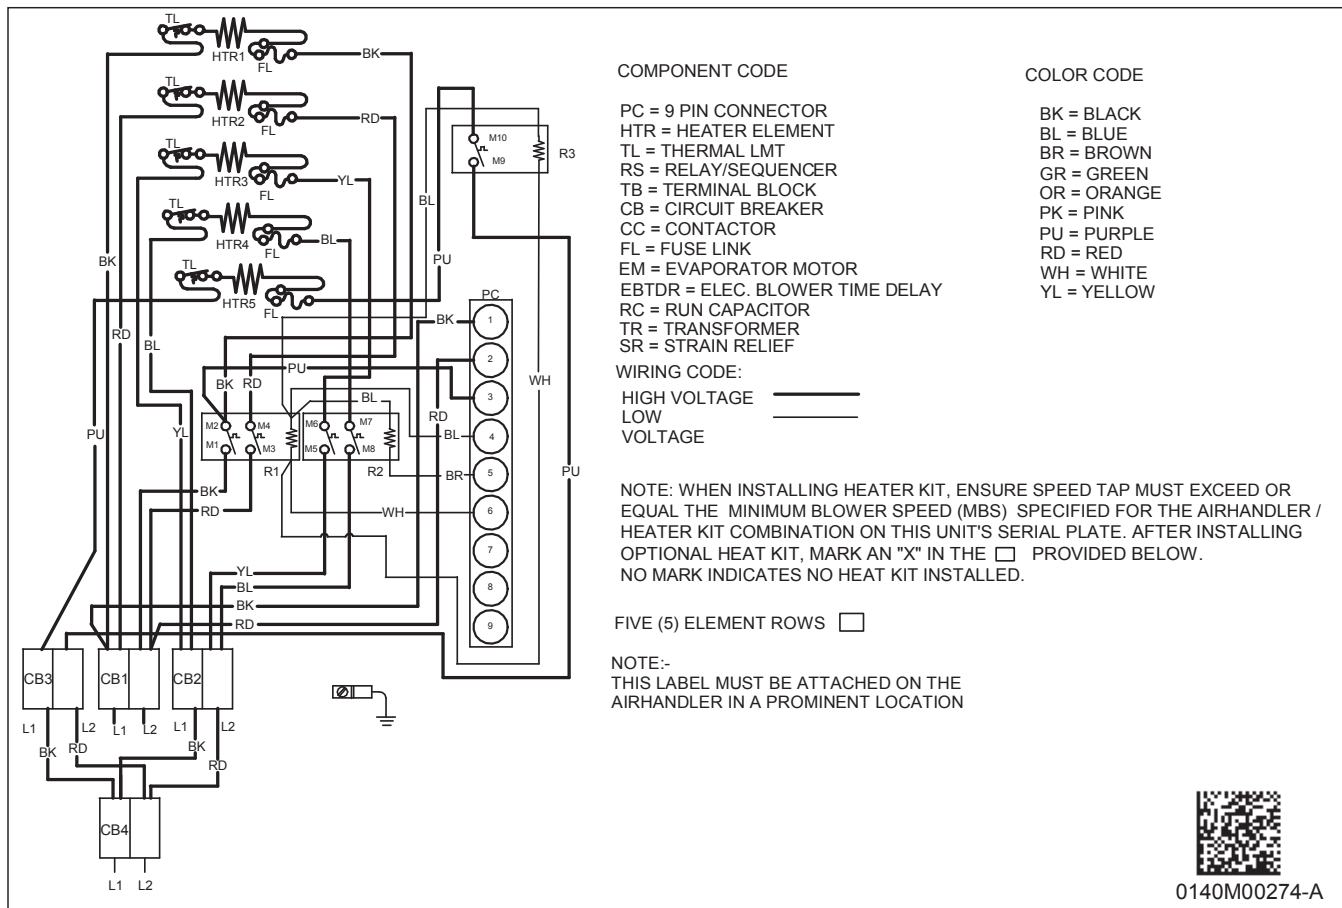 TL
HTR1
FL
BK
TL
HTR2
FL
RD
TL
HTR3
FL
YL
TL
HTR4
FL
BL
TL
HTR5
FL
BK
RD
BL
PU
YL
BK
RD
PU
BK
RD
M2
M4
M1
M3
R1
M6
M7
M5
M8
R2
BL
BL
PU
M10
M9
R3
WH
PU
PC
1
2
3
4
5
6
7
8
9
BK
RD
BL
BR
WH
BK
RD
YL
BL
BK
RD
CB3
CB1
CB2
L1
L2
L1
L2
L1
L2
BK
RD
BK
RD
CB4
L1
L2
COMPONENT CODE
PC = 9 PIN CONNECTOR
HTR = HEATER ELEMENT
TL = THERMAL LMT
RS = RELAY/SEQUENCER
TB = TERMINAL BLOCK
CB = CIRCUIT BREAKER
CC = CONTACTOR
FL = FUSE LINK
EM = EVAPORATOR MOTOR
EBTDR = ELEC. BLOWER TIME DELAY
RC = RUN CAPACITOR
TR = TRANSFORMER
SR = STRAIN RELIEF
WIRING CODE:
HIGH VOLTAGE
LOW
VOLTAGE
COLOR CODE
BK = BLACK
BL = BLUE
BR = BROWN
GR = GREEN
OR = ORANGE
PK = PINK
PU = PURPLE
RD = RED
WH = WHITE
YL = YELLOW
NOTE: WHEN INSTALLING HEATER KIT, ENSURE SPEED TAP MUST EXCEED OR
EQUAL THE MINIMUM BLOWER SPEED (MBS) SPECIFIED FOR THE AIRHANDLER /
HEATER KIT COMBINATION ON THIS UNIT'S SERIAL PLATE. AFTER INSTALLING
OPTIONAL HEAT KIT, MARK AN "X" IN THE PROVIDED BELOW.
NO MARK INDICATES NO HEAT KIT INSTALLED.
FIVE (5) ELEMENT ROWS
NOTE:-
THIS LABEL MUST BE ATTACHED ON THE
AIRHANDLER IN A PROMINENT LOCATION
0140M00274-A